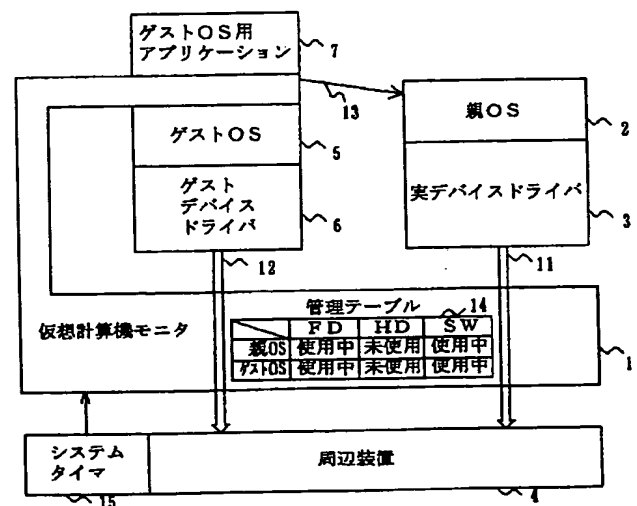 ゲストOS用
アプリケーション
7
13
親OS
2
ゲストOS
5
ゲスト
デバイス
ドライバ
6
実デバイスドライバ
3
12
11
仮想計算機モニタ
管理テーブル
14
FD HD SW
親OS 使用中 未使用 使用中
ゲストOS 使用中 未使用 使用中
1
システム
タイマ
周辺装置
15
4